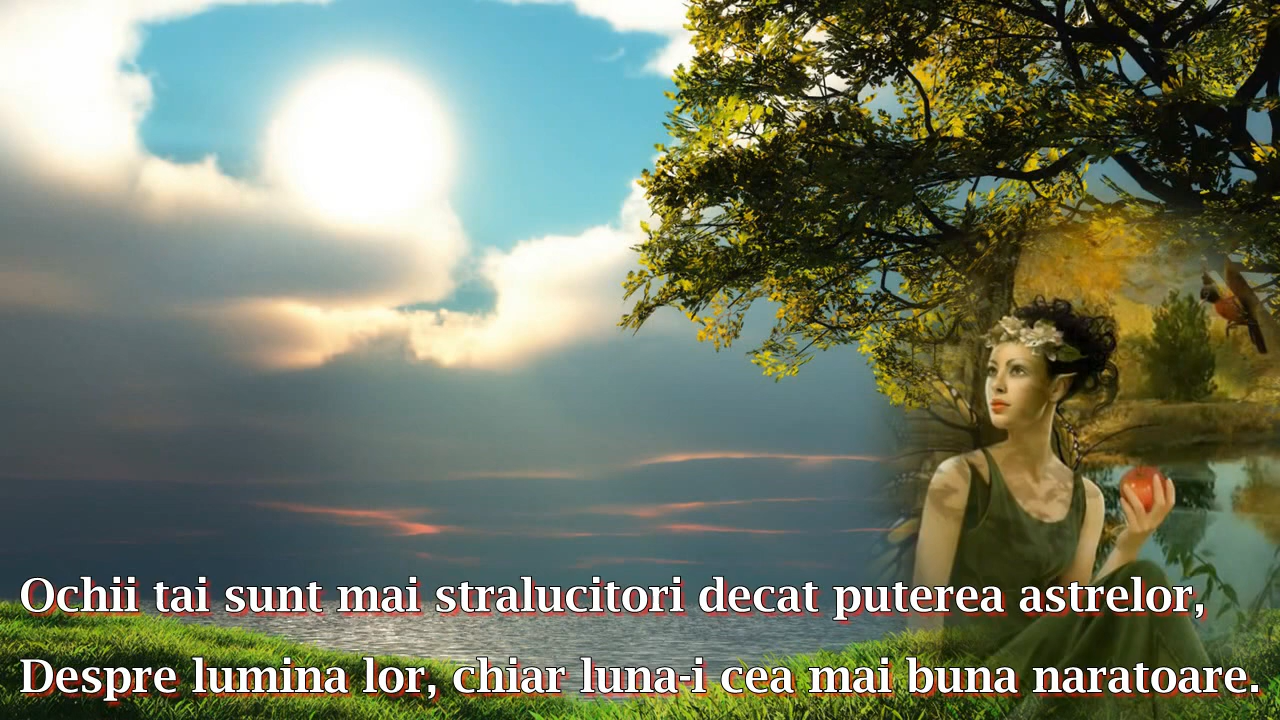 Ochii tai sunt mai stralucitori decat puterea astrelor,
Despre lumina lor, chiar luna-i cea mai buna naratoare.